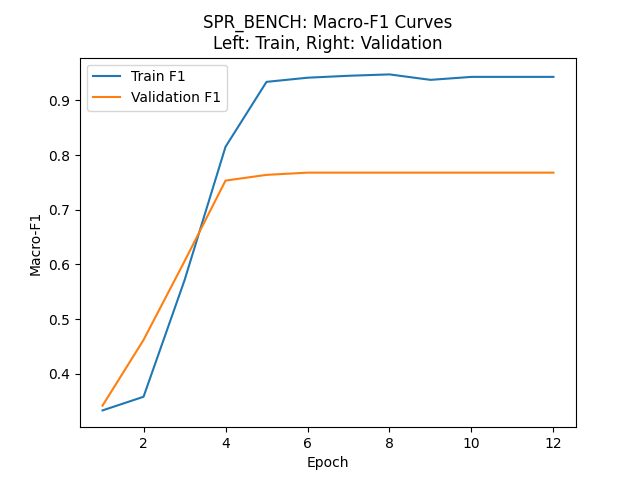 SPR_BENCH: Macro-F1 Curves
Left: Train, Right: Validation
Train F1
Validation F1
Macro-F1
0.9
0.8
0.7
0.6
0.5
0.4
2 4 6 8 10 12
Epoch